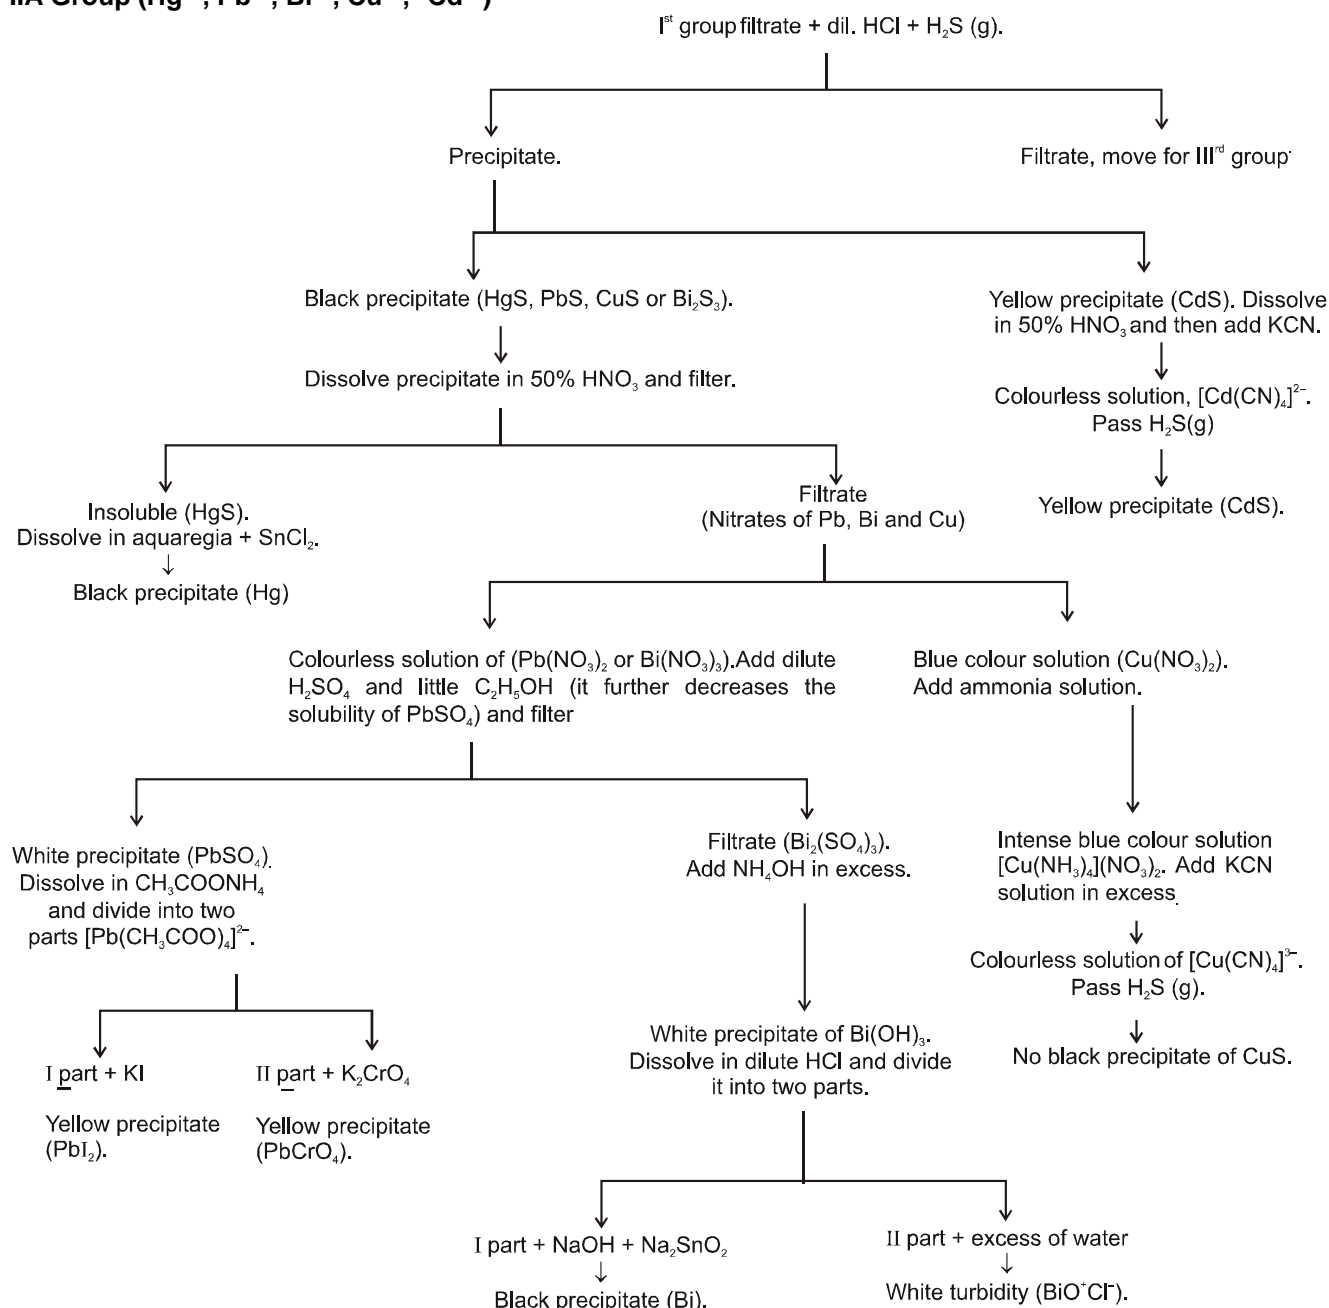 IIA Group (Hg²⁺, Pb²⁺, Bi³⁺, Cu²⁺, Cd²⁺)
Iˢᵗ group filtrate + dil. HCl + H₂S (g).
Precipitate.
Filtrate, move for IIIʳᵈ group
Black precipitate (HgS, PbS, CuS or Bi₂S₃).
Yellow precipitate (CdS). Dissolve
in 50% HNO₃ and then add KCN.
Dissolve precipitate in 50% HNO₃ and filter.
Colourless solution, [Cd(CN)₄]²⁻.
Pass H₂S(g)
Yellow precipitate (CdS).
Insoluble (HgS).
Dissolve in aquaregia + SnCl₂.
↓
Black precipitate (Hg)
Filtrate
(Nitrates of Pb, Bi and Cu)
Colourless solution of (Pb(NO₃)₂ or Bi(NO₃)₃).Add dilute
H₂SO₄ and little C₂H₅OH (it further decreases the
solubility of PbSO₄) and filter
Blue colour solution (Cu(NO₃)₂).
Add ammonia solution.
White precipitate (PbSO₄).
Dissolve in CH₃COONH₄
and divide into two
parts [Pb(CH₃COO)₄]²⁻.
Filtrate (Bi₂(SO₄)₃).
Add NH₄OH in excess.
Intense blue colour solution
[Cu(NH₃)₄](NO₃)₂. Add KCN
solution in excess.
Colourless solution of [Cu(CN)₄]³⁻.
Pass H₂S (g).
No black precipitate of CuS.
White precipitate of Bi(OH)₃.
Dissolve in dilute HCl and divide
it into two parts.
I part + KI
Yellow precipitate
(PbI₂).
II part + K₂CrO₄
Yellow precipitate
(PbCrO₄).
I part + NaOH + Na₂SnO₂
↓
Black precipitate (Bi).
II part + excess of water
↓
White turbidity (BiO⁺Cl⁻).